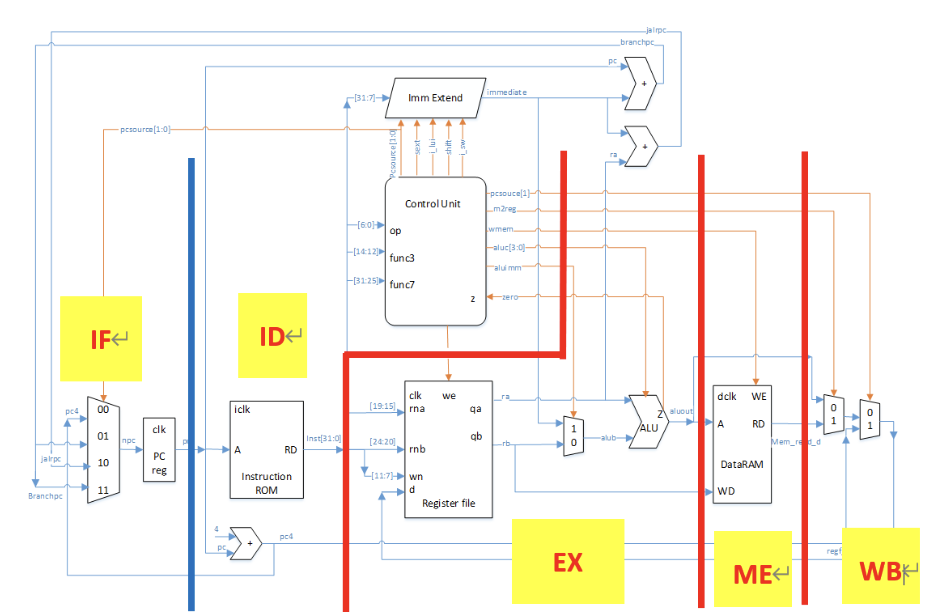 jalrpc
branchpc
pc
[31:7]
Imm Extend
immediate
+
pcsource[1:0]
Pcsource[1:0]
sext
i_lui
shift
i_sw
+
ra
Control Unit
pcsouce[1]
m2reg
wmem
aluc[3:0]
aluimm
zero
[6:0]
op
[14:12]
func3
[31:25]
func7
z
IF↵
ID↵
pc4
00
01
10
11
jalrpc
Branchpc
npc
clk
PC
reg
iclk
A
RD
Instruction
ROM
Inst[31:0]
[19:15]
[24:20]
[11:7]
clk
we
rna
qa
qb
rnb
wn
d
Register file
ra
rb
1
0
alub
Z
ALU
aluout
dclk
WE
A
RD
DataRAM
WD
Mem_read_d
0
1
0
1
4
pc
+
pc4
EX
ME↵
WB↵